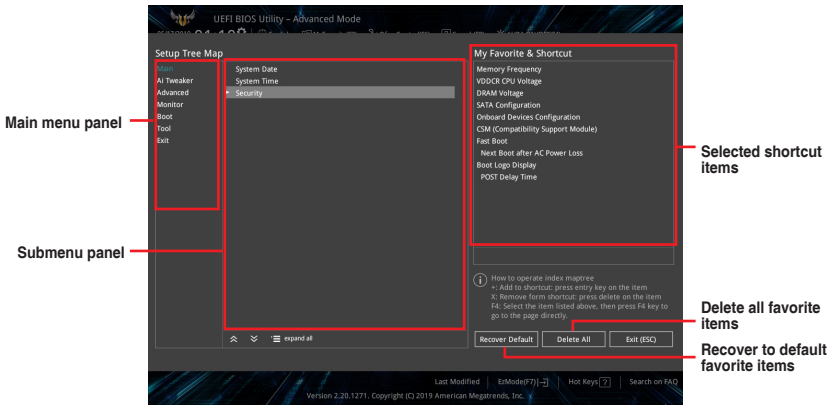 UEFI BIOS Utility – Advanced Mode
Setup Tree Map
My Favorite & Shortcut
Main
Ai Tweaker
Advanced
Monitor
Boot
Tool
Exit
System Date
System Time
Security
Memory Frequency
VDDCR CPU Voltage
DRAM Voltage
SATA Configuration
Onboard Devices Configuration
CSM (Compatibility Support Module)
Fast Boot
Next Boot after AC Power Loss
Boot Logo Display
POST Delay Time
Main menu panel
Submenu panel
Selected shortcut
items
How to operate index maptree
+: Add to shortcut: press entry key on the item
X: Remove form shortcut: press delete on the item
F4: Select the item listed above, then press F4 key to
go to the page directly.
Delete all favorite
items
expand all
Recover Default
Delete All
Exit (ESC)
Recover to default
favorite items
Last Modified
EzMode(F7)
Hot Keys ?
Search on FAQ
Version 2.20.1271. Copyright (C) 2019 American Megatrends, Inc.